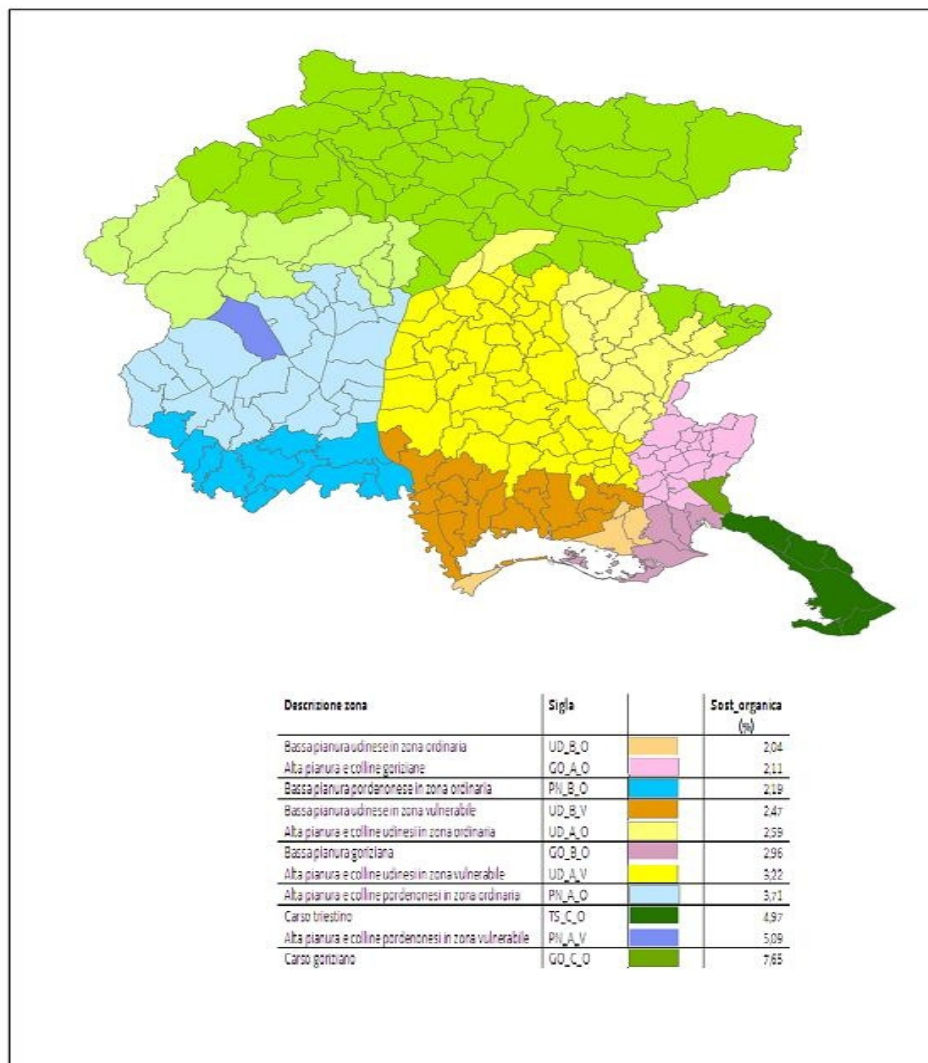 Descrizione zona Sigla Sost_organica
(%)
Bassa pianura udinese in zona ordinaria UD_B_O 2,04
Alta pianura e colline goriziane GO_A_O 2,11
Bassa pianura pordenonese in zona ordinaria PN_B_O 2,19
Bassa pianura udinese in zona vulnerabile UD_B_V 2,47
Alta pianura e colline udinesi in zona ordinaria UD_A_O 2,59
Bassa pianura goriziana GO_B_O 2,96
Alta pianura e colline udinesi in zona vulnerabile UD_A_V 3,22
Alta pianura e colline pordenonesi in zona ordinaria PN_A_O 3,71
Carso triestino TS_C_O 4,97
Alta pianura e colline pordenonesi in zona vulnerabile PN_A_V 5,09
Carso goriziano GO_C_O 7,65